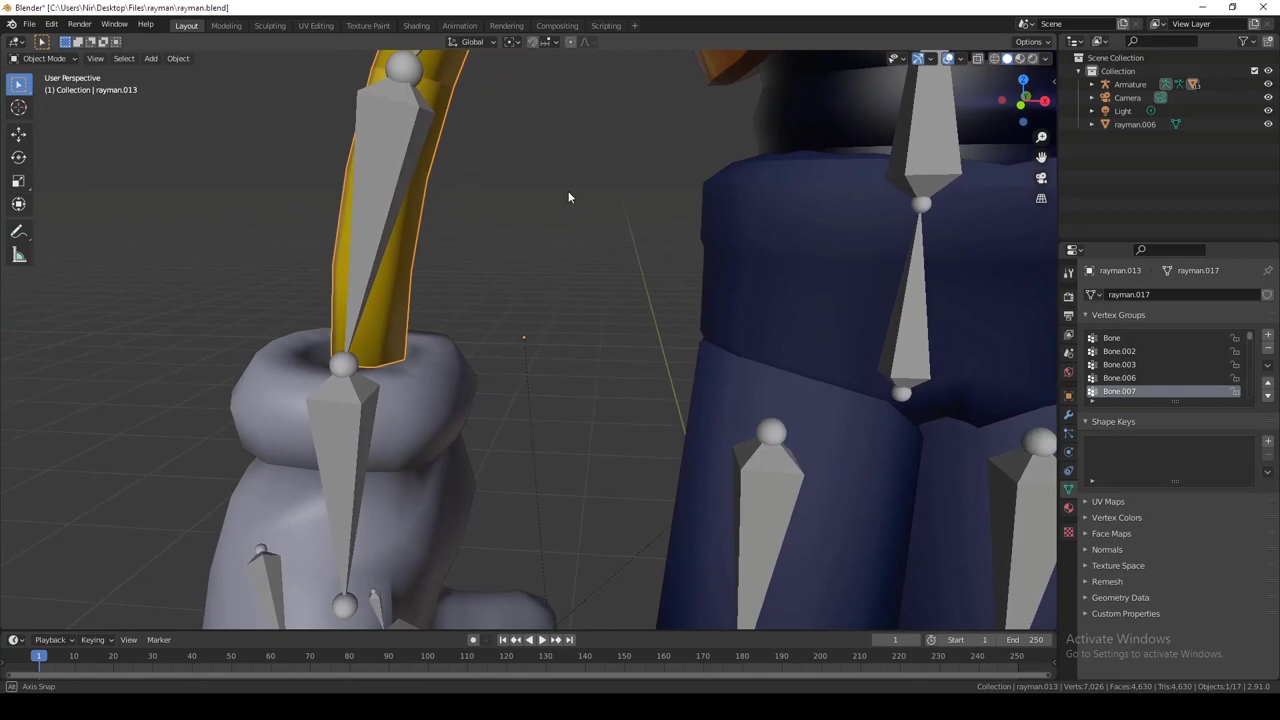 Blender* [C:\Users\Nir\Desktop\Files\rayman\rayman.blend]
File Edit Render Window Help Layout Modeling Sculpting UV Editing Texture Paint Shading Animation Rendering Compositing Scripting + Scene View Layer
Global Options
Object Mode View Select Add Object
User Perspective
(1) Collection | rayman.013
Z
Y
X
Scene Collection
Collection
Armature 13
Camera
Light
rayman.006
rayman.013 rayman.017
rayman.017
Vertex Groups
Bone
Bone.002
Bone.003
Bone.006
Bone.007
Shape Keys
UV Maps
Vertex Colors
Face Maps
Normals
Texture Space
Remesh
Geometry Data
Custom Properties
Activate Windows
Go to Settings to activate Windows.
Playback Keying View Marker 1 Start 1 End 250
1 10 20 30 40 50 60 70 80 90 100 110 120 130 140 150 160 170 180 190 200 210 220 230 240 250
Axis Snap Collection | rayman.013 | Verts:7,026 | Faces:4,630 | Tris:4,630 | Objects:1/17 | 2.91.0